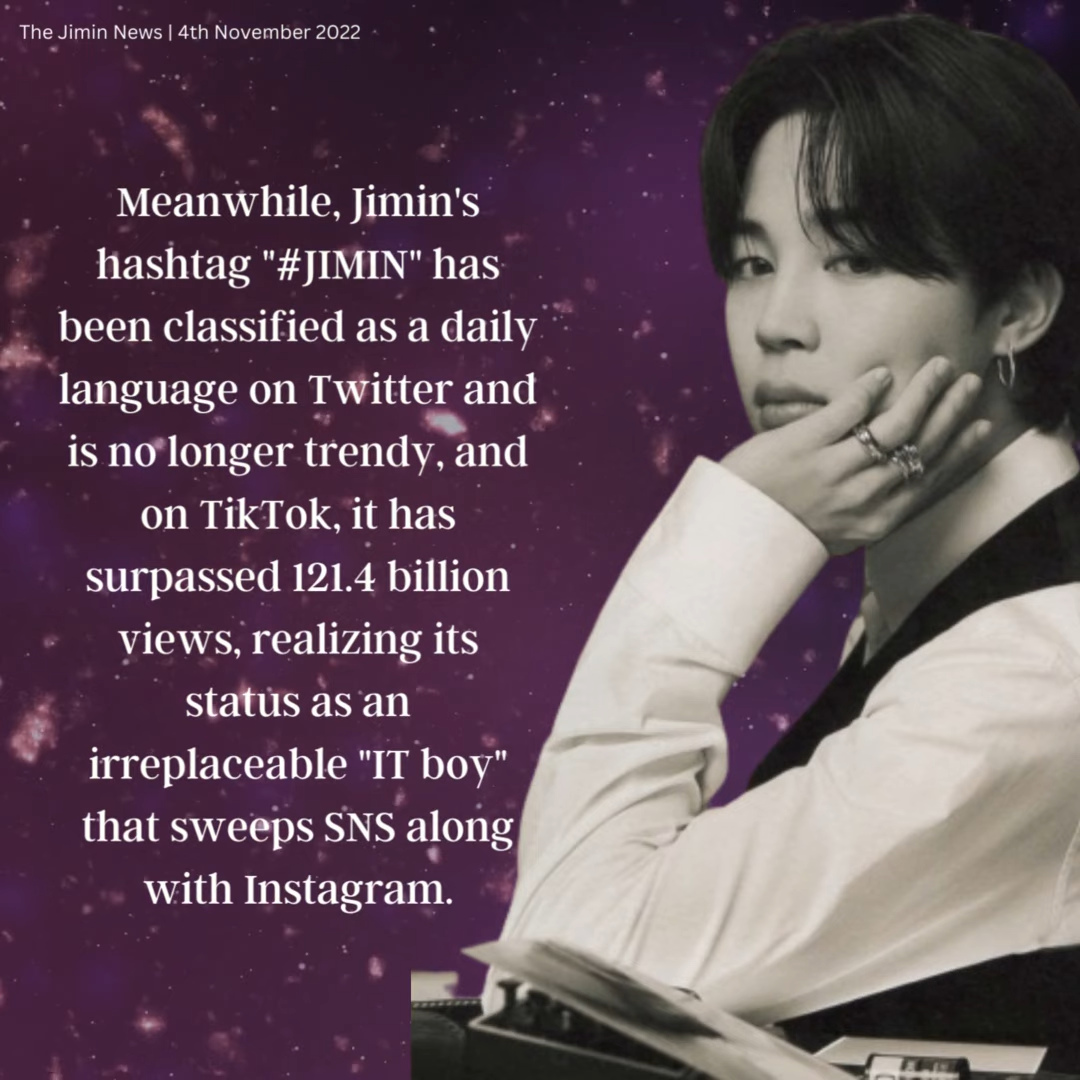 The Jimin News | 4th November 2022
Meanwhile, Jimin's
hashtag "#JIMIN" has
been classified as a daily
language on Twitter and
is no longer trendy, and
on TikTok, it has
surpassed 121.4 billion
views, realizing its
status as an
irreplaceable "IT boy"
that sweeps SNS along
with Instagram.